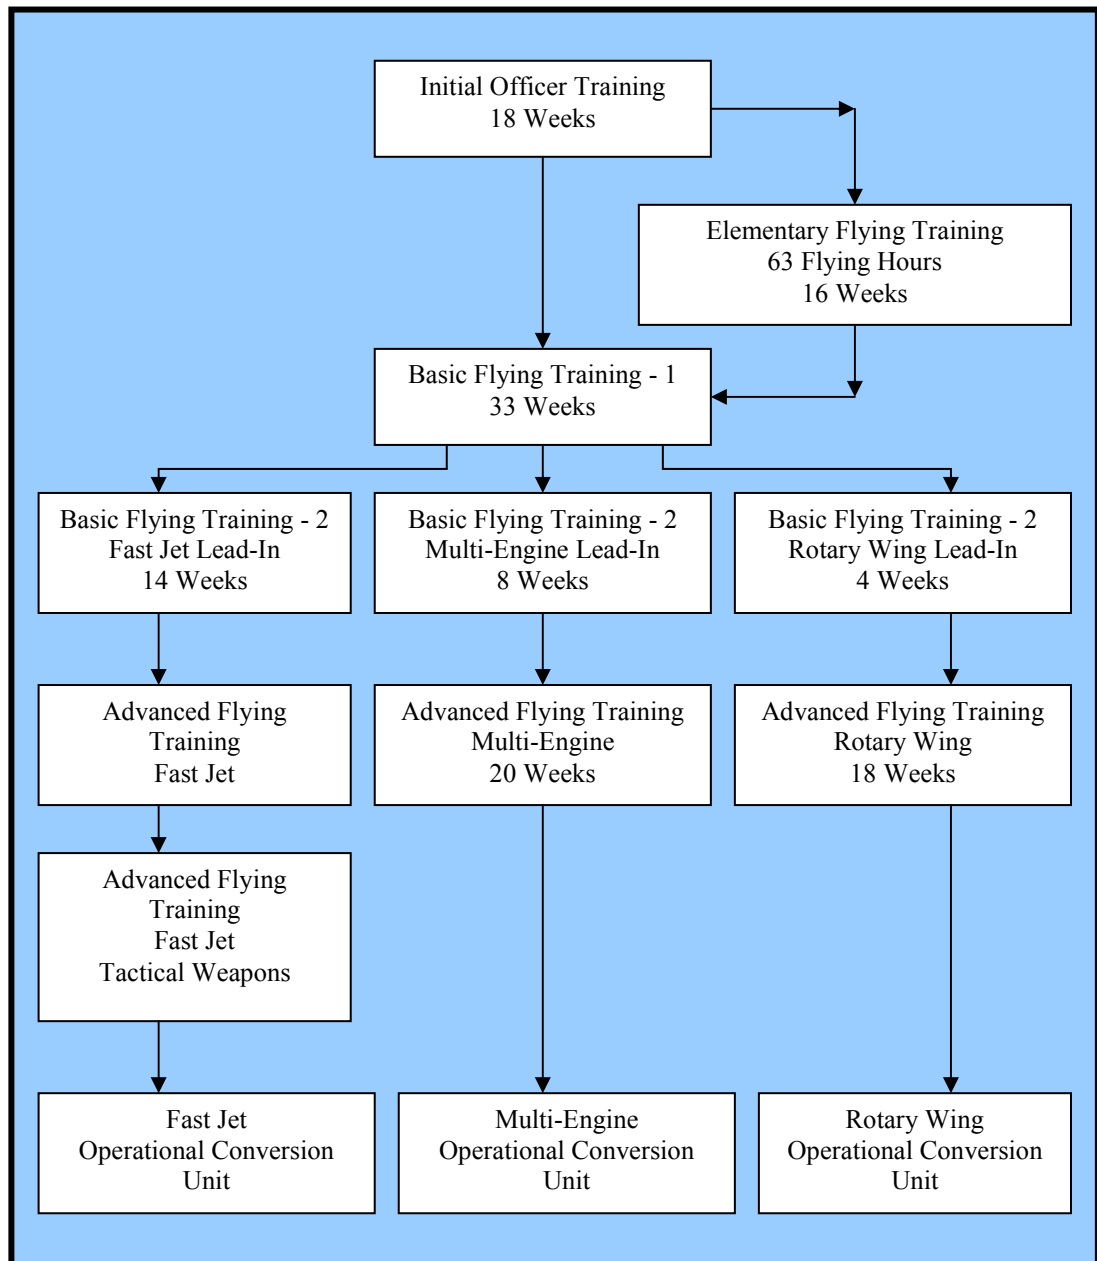 Initial Officer Training
18 Weeks
Elementary Flying Training
63 Flying Hours
16 Weeks
Basic Flying Training - 1
33 Weeks
Basic Flying Training - 2
Fast Jet Lead-In
14 Weeks
Basic Flying Training - 2
Multi-Engine Lead-In
8 Weeks
Basic Flying Training - 2
Rotary Wing Lead-In
4 Weeks
Advanced Flying
Training
Fast Jet
Advanced Flying Training
Multi-Engine
20 Weeks
Advanced Flying Training
Rotary Wing
18 Weeks
Advanced Flying
Training
Fast Jet
Tactical Weapons
Fast Jet
Operational Conversion
Unit
Multi-Engine
Operational Conversion
Unit
Rotary Wing
Operational Conversion
Unit